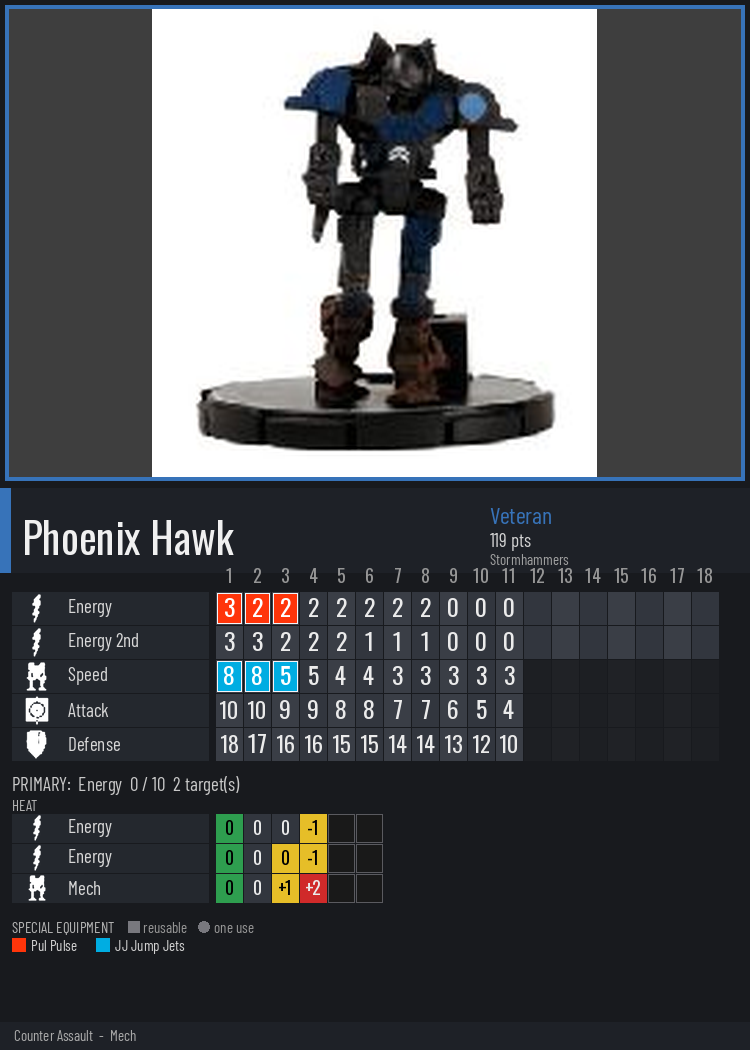 Phoenix Hawk
Veteran
119 pts
Stormhammers
1 2 3 4 5 6 7 8 9 10 11 12 13 14 15 16 17 18
Energy 3 2 2 2 2 2 2 2 0 0 0
Energy 2nd 3 3 2 2 2 1 1 1 0 0 0
Speed 8 8 5 5 4 4 3 3 3 3 3
Attack 10 10 9 9 8 8 7 7 6 5 4
Defense 18 17 16 16 15 15 14 14 13 12 10
PRIMARY: Energy 0 / 10 2 target(s)
HEAT
Energy 0 0 0 -1
Energy 0 0 0 -1
Mech 0 0 +1 +2
SPECIAL EQUIPMENT reusable one use
Pul Pulse JJ Jump Jets
Counter Assault - Mech